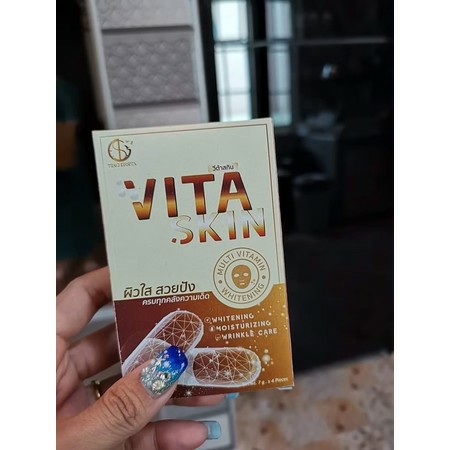 วีต้าสกิน
VITA
SKIN
MULTI VITAMIN
WHITENING
ผิวใส สวยปัง
ครบทุกคลังความเด็ด
WHITENING
MOISTURIZING
WRINKLE CARE